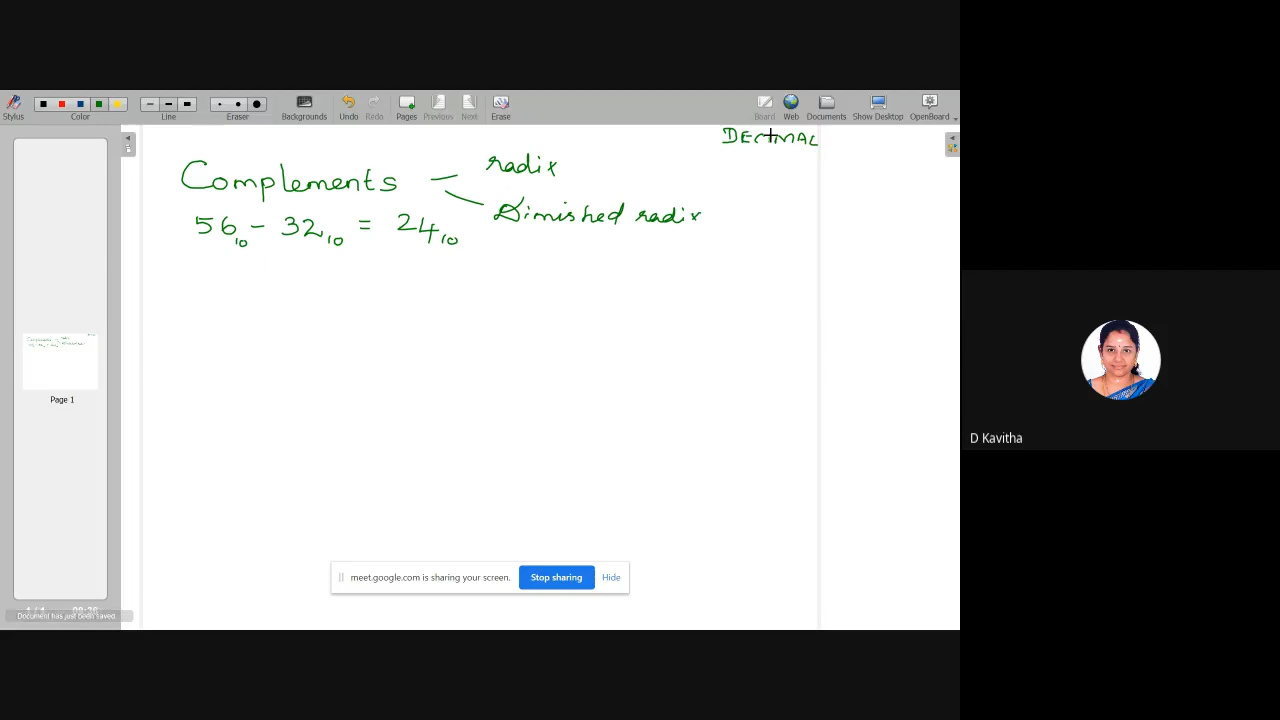 Stylus Color Line Eraser Backgrounds Undo Redo Pages Previous Next Erase Board Web Documents Show Desktop OpenBoard
DECIMAL
Complements — radix
Diminished radix
56₁₀ - 32₁₀ = 24₁₀
Page 1
D Kavitha
meet.google.com is sharing your screen. Stop sharing Hide
Document has just been saved.